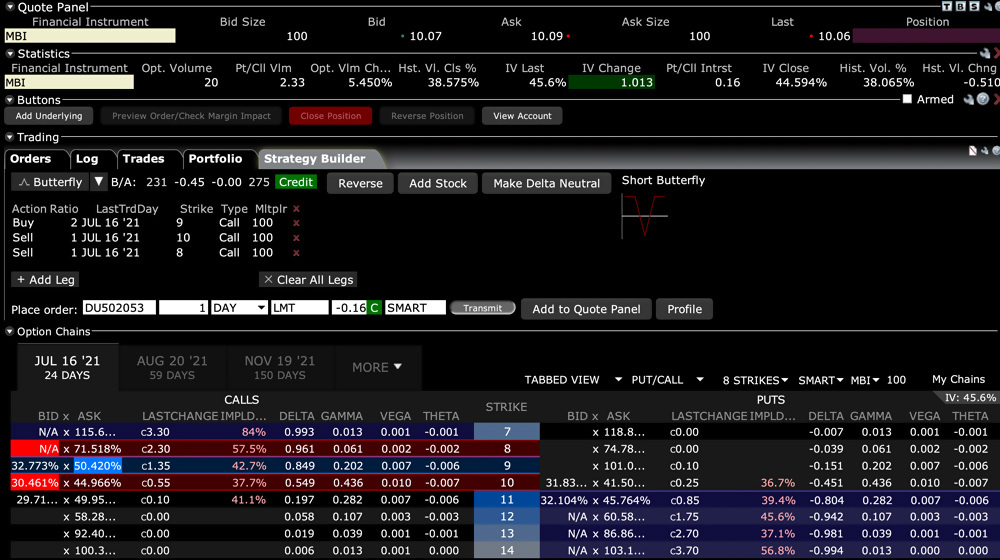 Quote Panel T B S
Financial Instrument Bid Size Bid Ask Ask Size Last Position
MBI 100 10.07 10.09 100 10.06
Statistics
Financial Instrument Opt. Volume Pt/Cll Vlm Opt. Vlm Ch... Hst. Vl. Cls % IV Last IV Change Pt/Cll Intrst IV Close Hist. Vol. % Hst. Vl. Chng
MBI 20 2.33 5.450% 38.575% 45.6% 1.013 0.16 44.594% 38.065% -0.510
Buttons Armed
Add Underlying Preview Order/Check Margin Impact Close Position Reverse Position View Account
Trading
Orders Log Trades Portfolio Strategy Builder
Butterfly B/A: 231 -0.45 -0.00 275 Credit Reverse Add Stock Make Delta Neutral Short Butterfly
Action Ratio LastTrdDay Strike Type Mltplr x
Buy 2 JUL 16 '21 9 Call 100 x
Sell 1 JUL 16 '21 10 Call 100 x
Sell 1 JUL 16 '21 8 Call 100 x
+ Add Leg × Clear All Legs
Place order: DU502053 1 DAY LMT -0.16 C SMART Transmit Add to Quote Panel Profile
Option Chains
JUL 16 '21 AUG 20 '21 NOV 19 '21 MORE
24 DAYS 59 DAYS 150 DAYS
TABBED VIEW PUT/CALL 8 STRIKES SMART MBI 100 My Chains
CALLS STRIKE PUTS IV: 45.6%
BID x ASK LASTCHANGE IMPLD... DELTA GAMMA VEGA THETA BID x ASK LASTCHANGE IMPLD... DELTA GAMMA VEGA THETA
N/A x 115.6... c3.30 84% 0.993 0.013 0.001 -0.001 7 x 118.8... c0.00 -0.007 0.013 0.001 -0.001
N/A x 71.518% c2.30 57.5% 0.961 0.061 0.002 -0.002 8 x 74.78... c0.00 -0.039 0.061 0.002 -0.002
32.773% x 50.420% c1.35 42.7% 0.849 0.202 0.007 -0.006 9 x 101.0... c0.10 -0.151 0.202 0.007 -0.006
30.461% x 44.966% c0.55 37.7% 0.549 0.436 0.010 -0.007 10 31.83... x 41.50... c0.25 36.7% -0.451 0.436 0.010 -0.007
29.71... x 49.95... c0.10 41.1% 0.197 0.282 0.007 -0.006 11 32.104% x 45.764% c0.85 39.4% -0.804 0.282 0.007 -0.006
x 58.28... c0.00 0.058 0.107 0.003 -0.003 12 N/A x 60.58... c1.75 45.6% -0.942 0.107 0.003 -0.003
x 92.40... c0.00 0.019 0.039 0.001 -0.001 13 N/A x 86.86... c2.70 37.1% -0.981 0.039 0.001 -0.001
x 100.3... c0.00 0.006 0.013 0.001 -0.001 14 N/A x 103.1... c3.70 56.8% -0.994 0.013 0.001 -0.001